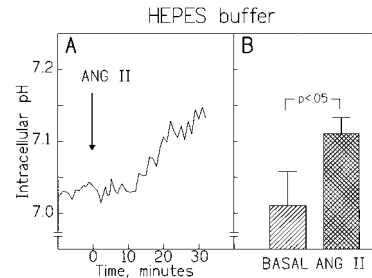 HEPES buffer
A
B
ANG II
p<.05
Intracellular pH
7.2
7.1
7.0
0 10 20 30
Time, minutes
BASAL ANG II